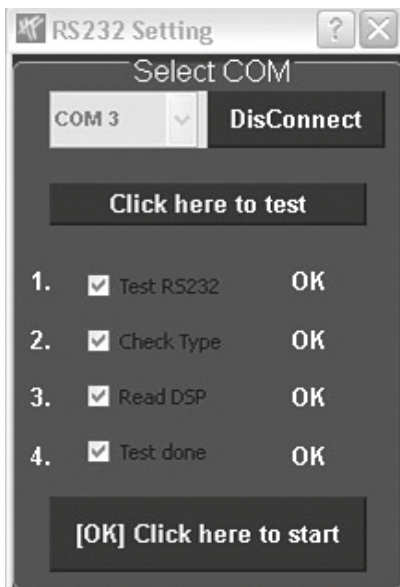 RS232 Setting ? X
Select COM
COM 3 DisConnect
Click here to test
1. Test RS232 OK
2. Check Type OK
3. Read DSP OK
4. Test done OK
[OK] Click here to start